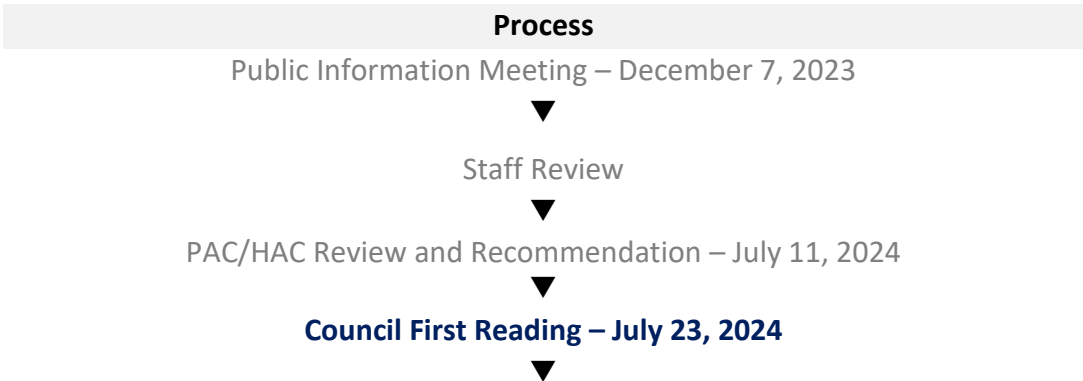 Process
Public Information Meeting – December 7, 2023
Staff Review
PAC/HAC Review and Recommendation – July 11, 2024
Council First Reading – July 23, 2024